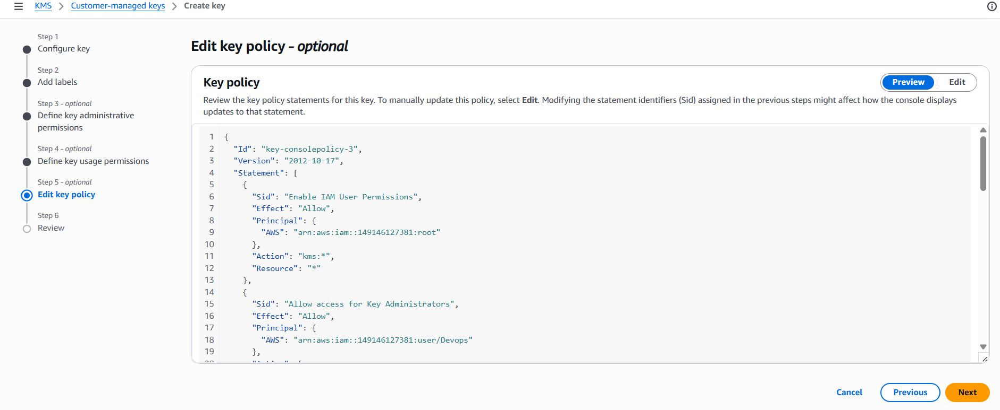 KMS > Customer-managed keys > Create key
Step 1
Configure key
Step 2
Add labels
Step 3 - optional
Define key administrative
permissions
Step 4 - optional
Define key usage permissions
Step 5 - optional
Edit key policy
Step 6
Review
Edit key policy - optional
Key policy
Preview | Edit
Review the key policy statements for this key. To manually update this policy, select Edit. Modifying the statement identifiers (Sid) assigned in the previous steps might affect how the console displays
updates to that statement.
1 {
2 "Id": "key-consolepolicy-3",
3 "Version": "2012-10-17",
4 "Statement": [
5 {
6 "Sid": "Enable IAM User Permissions",
7 "Effect": "Allow",
8 "Principal": {
9 "AWS": "arn:aws:iam::149146127381:root"
10 },
11 "Action": "kms:*",
12 "Resource": "*"
13 },
14 {
15 "Sid": "Allow access for Key Administrators",
16 "Effect": "Allow",
17 "Principal": {
18 "AWS": "arn:aws:iam::149146127381:user/Devops"
19 },
Cancel
Previous
Next